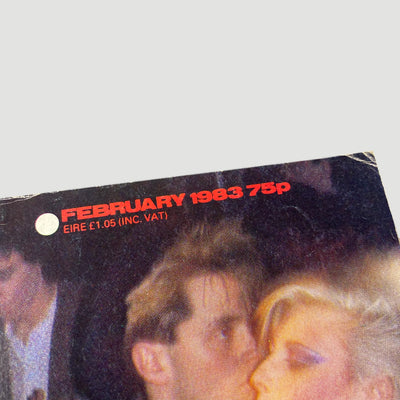 FEBRUARY 1983 75p
EIRE £1.05 (INC. VAT)